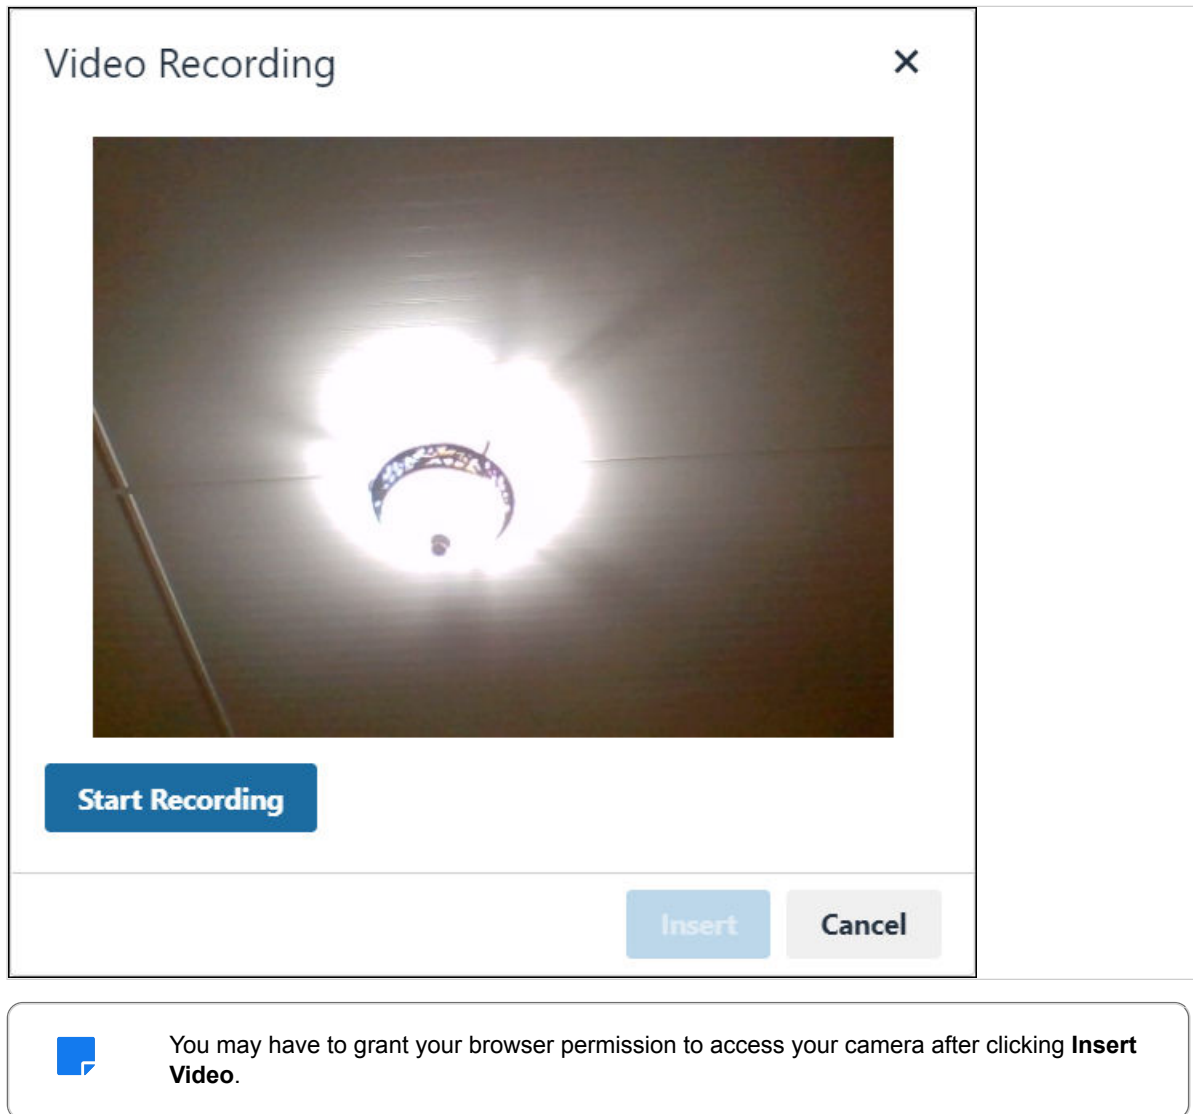 Video Recording
Start Recording
Insert
Cancel
You may have to grant your browser permission to access your camera after clicking Insert
Video.